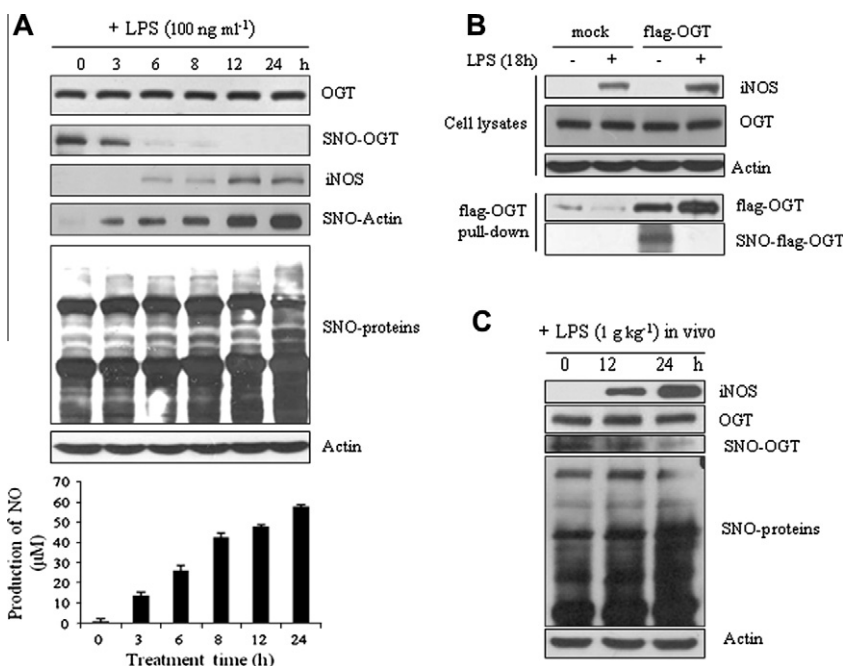 A
+ LPS (100 ng ml⁻¹)
0 3 6 8 12 24 h
OGT
SNO-OGT
iNOS
SNO-Actin
SNO-proteins
Actin
Production of NO
(µM)
70
60
50
40
30
20
10
0
0 3 6 8 12 24
Treatment time (h)
B
mock flag-OGT
LPS (18h) - + - +
Cell lysates
iNOS
OGT
Actin
flag-OGT
pull-down
flag-OGT
SNO-flag-OGT
C
+ LPS (1 g kg⁻¹) in vivo
0 12 24 h
iNOS
OGT
SNO-OGT
SNO-proteins
Actin